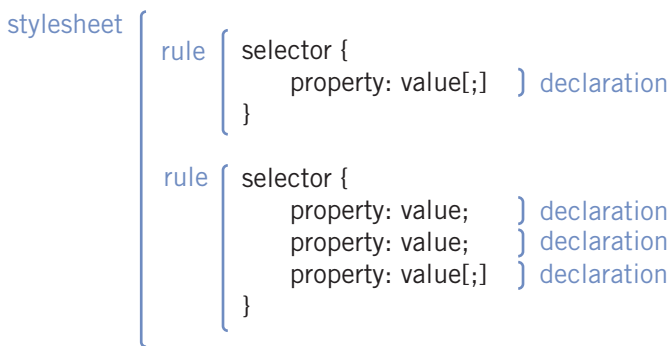 stylesheet
rule selector {
property: value[;] declaration
}
rule selector {
property: value; declaration
property: value; declaration
property: value[;] declaration
}